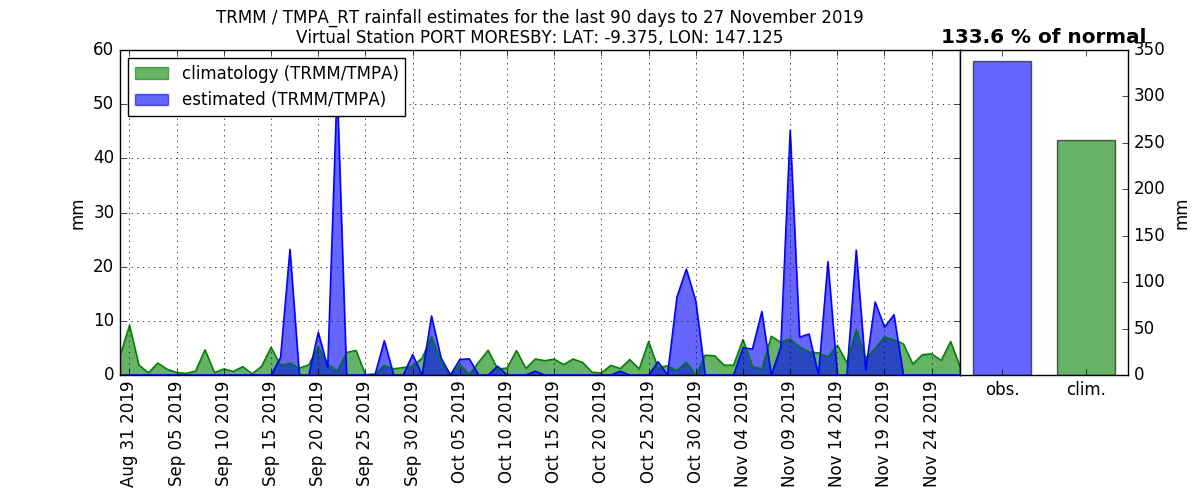 TRMM / TMPA_RT rainfall estimates for the last 90 days to 27 November 2019
Virtual Station PORT MORESBY: LAT: -9.375, LON: 147.125
133.6 % of normal
climatology (TRMM/TMPA)
estimated (TRMM/TMPA)
60
50
40
30
20
10
0
mm
Aug 31 2019
Sep 05 2019
Sep 10 2019
Sep 15 2019
Sep 20 2019
Sep 25 2019
Sep 30 2019
Oct 05 2019
Oct 10 2019
Oct 15 2019
Oct 20 2019
Oct 25 2019
Oct 30 2019
Nov 04 2019
Nov 09 2019
Nov 14 2019
Nov 19 2019
Nov 24 2019
obs.
clim.
350
300
250
200
150
100
50
0
mm